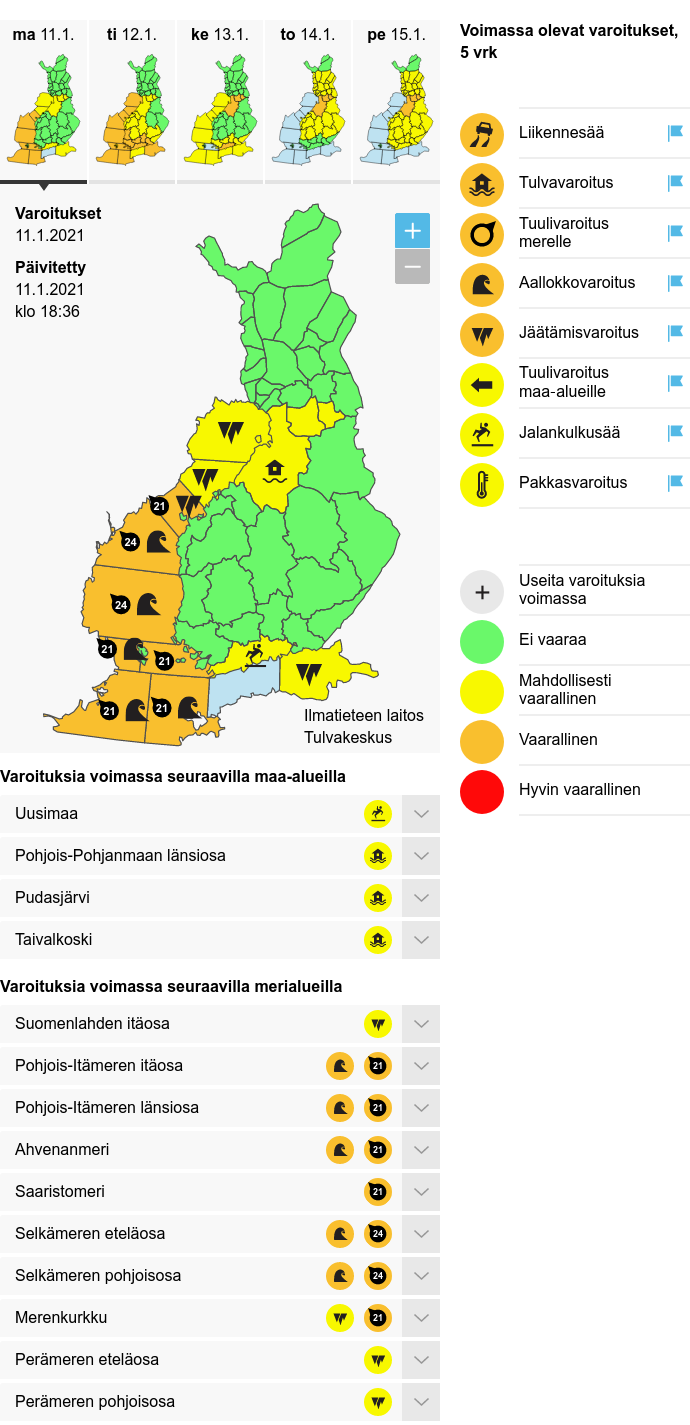 ma 11.1.
ti 12.1.
ke 13.1.
to 14.1.
pe 15.1.
Varoitukset
11.1.2021
Päivitetty
11.1.2021
klo 18:36
+
−
21
24
24
21
21
21
21
Ilmatieteen laitos
Tulvakeskus
Varoituksia voimassa seuraavilla maa-alueilla
Uusimaa
Pohjois-Pohjanmaan länsiosa
Pudasjärvi
Taivalkoski
Varoituksia voimassa seuraavilla merialueilla
Suomenlahden itäosa
Pohjois-Itämeren itäosa 21
Pohjois-Itämeren länsiosa 21
Ahvenanmeri 21
Saaristomeri 21
Selkämeren eteläosa 24
Selkämeren pohjoisosa 24
Merenkurkku 21
Perämeren eteläosa
Perämeren pohjoisosa
Voimassa olevat varoitukset,
5 vrk
Liikennesää
Tulvavaroitus
Tuulivaroitus
merelle
Aallokkovaroitus
Jäätämisvaroitus
Tuulivaroitus
maa-alueille
Jalankulkusää
Pakkasvaroitus
+
Useita varoituksia
voimassa
Ei vaaraa
Mahdollisesti
vaarallinen
Vaarallinen
Hyvin vaarallinen